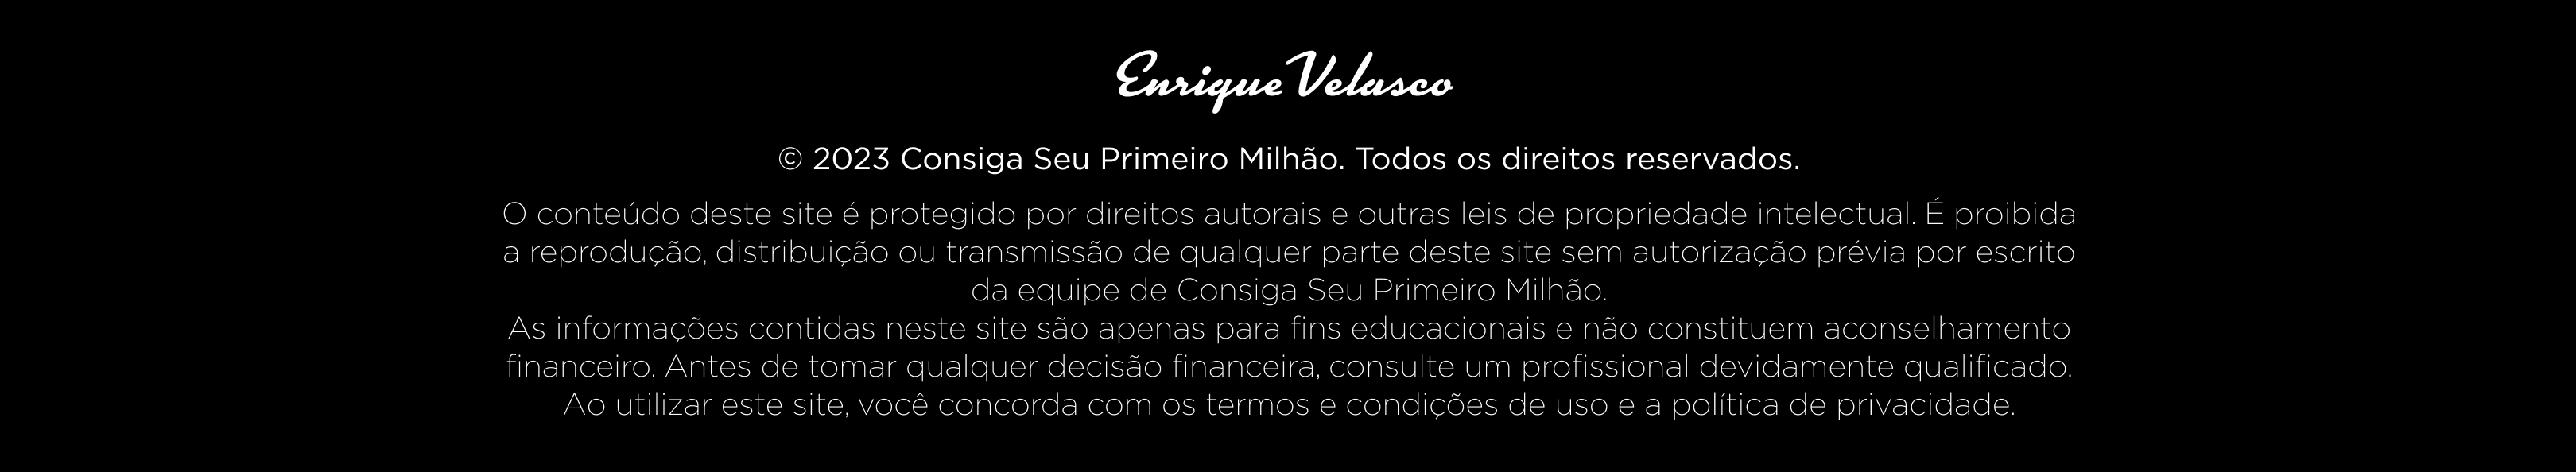 Enrique Velasco
© 2023 Consiga Seu Primeiro Milhão. Todos os direitos reservados.
O conteúdo deste site é protegido por direitos autorais e outras leis de propriedade intelectual. É proibida
a reprodução, distribuição ou transmissão de qualquer parte deste site sem autorização prévia por escrito
da equipe de Consiga Seu Primeiro Milhão.
As informações contidas neste site são apenas para fins educacionais e não constituem aconselhamento
financeiro. Antes de tomar qualquer decisão financeira, consulte um profissional devidamente qualificado.
Ao utilizar este site, você concorda com os termos e condições de uso e a política de privacidade.